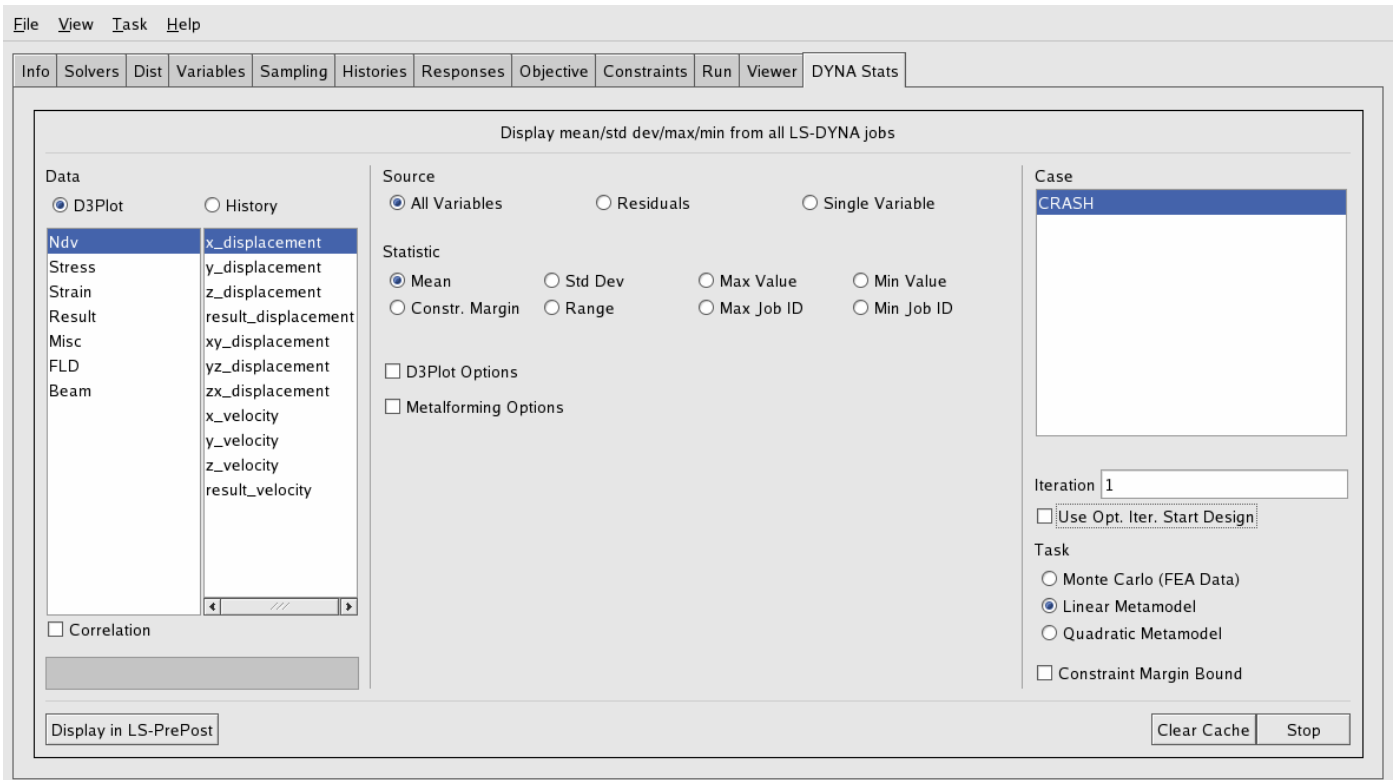 File View Task Help
Info Solvers Dist Variables Sampling Histories Responses Objective Constraints Run Viewer DYNA Stats
Display mean/std dev/max/min from all LS-DYNA jobs
Data
D3Plot History
Ndv
Stress
Strain
Result
Misc
FLD
Beam
x_displacement
y_displacement
z_displacement
result_displacement
xy_displacement
yz_displacement
zx_displacement
x_velocity
y_velocity
z_velocity
result_velocity
Correlation
Source
All Variables Residuals Single Variable
Statistic
Mean Std Dev Max Value Min Value
Constr. Margin Range Max Job ID Min Job ID
D3Plot Options
Metalforming Options
Case
CRASH
Iteration 1
Use Opt. Iter. Start Design
Task
Monte Carlo (FEA Data)
Linear Metamodel
Quadratic Metamodel
Constraint Margin Bound
Display in LS-PrePost Clear Cache Stop